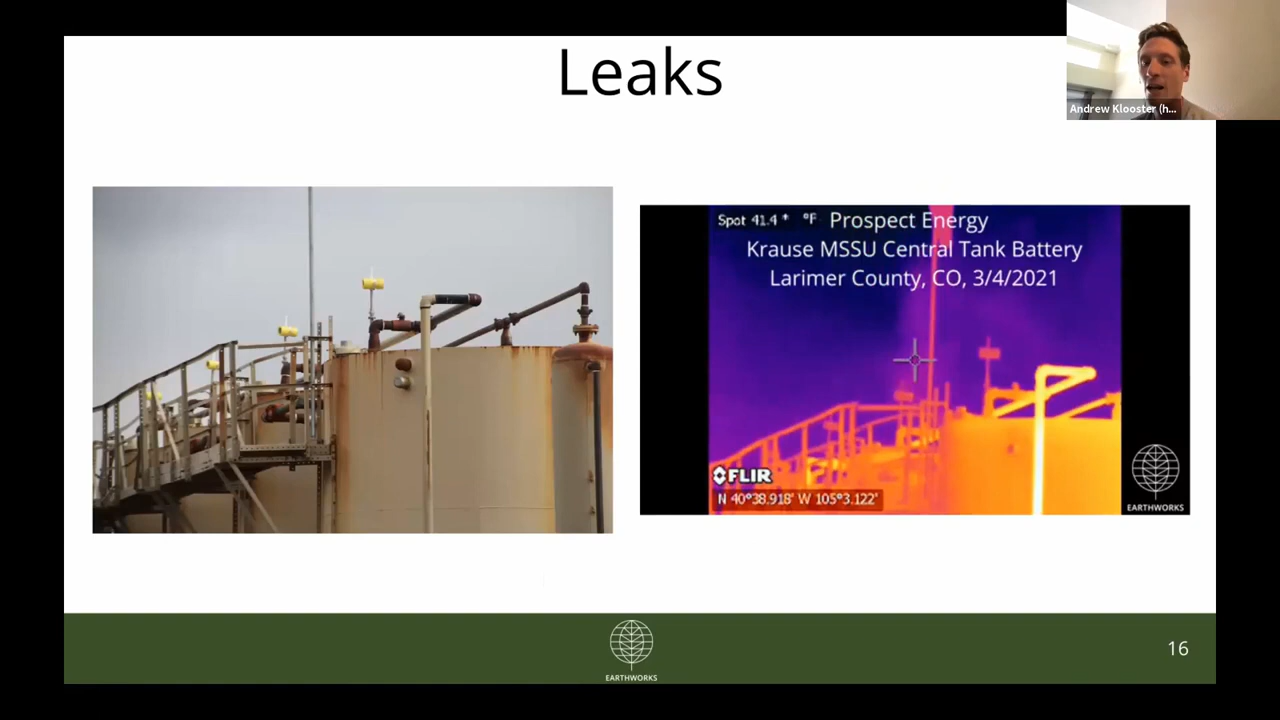 Leaks
Andrew Klooster (h...
Spot 41.4 °F
Prospect Energy
Krause MSSU Central Tank Battery
Larimer County, CO, 3/4/2021
FLIR
N 40°38.918' W 105°3.122'
EARTHWORKS
EARTHWORKS
16